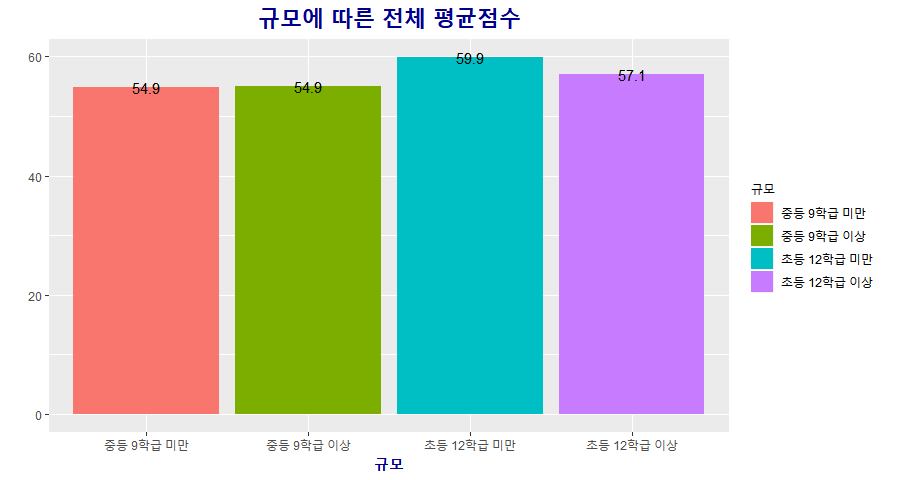 규모에 따른 전체 평균점수
60
40
20
0
54.9
54.9
59.9
57.1
중등 9학급 미만
중등 9학급 이상
초등 12학급 미만
초등 12학급 이상
규모
규모
중등 9학급 미만
중등 9학급 이상
초등 12학급 미만
초등 12학급 이상